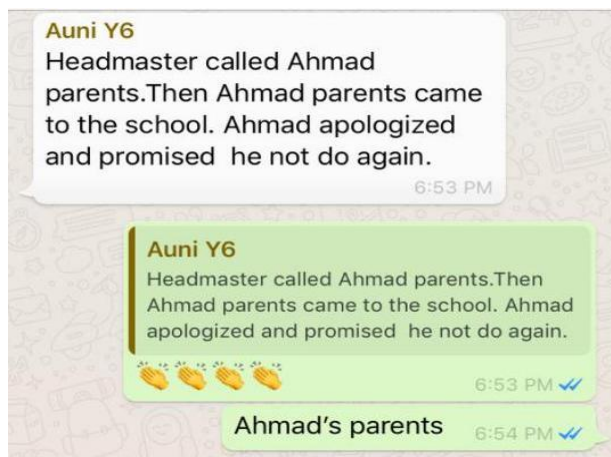 Auni Y6
Headmaster called Ahmad
parents.Then Ahmad parents came
to the school. Ahmad apologized
and promised  he not do again.
6:53 PM
Auni Y6
Headmaster called Ahmad parents.Then
Ahmad parents came to the school. Ahmad
apologized and promised  he not do again.
👏👏👏👏 6:53 PM
Ahmad’s parents 6:54 PM